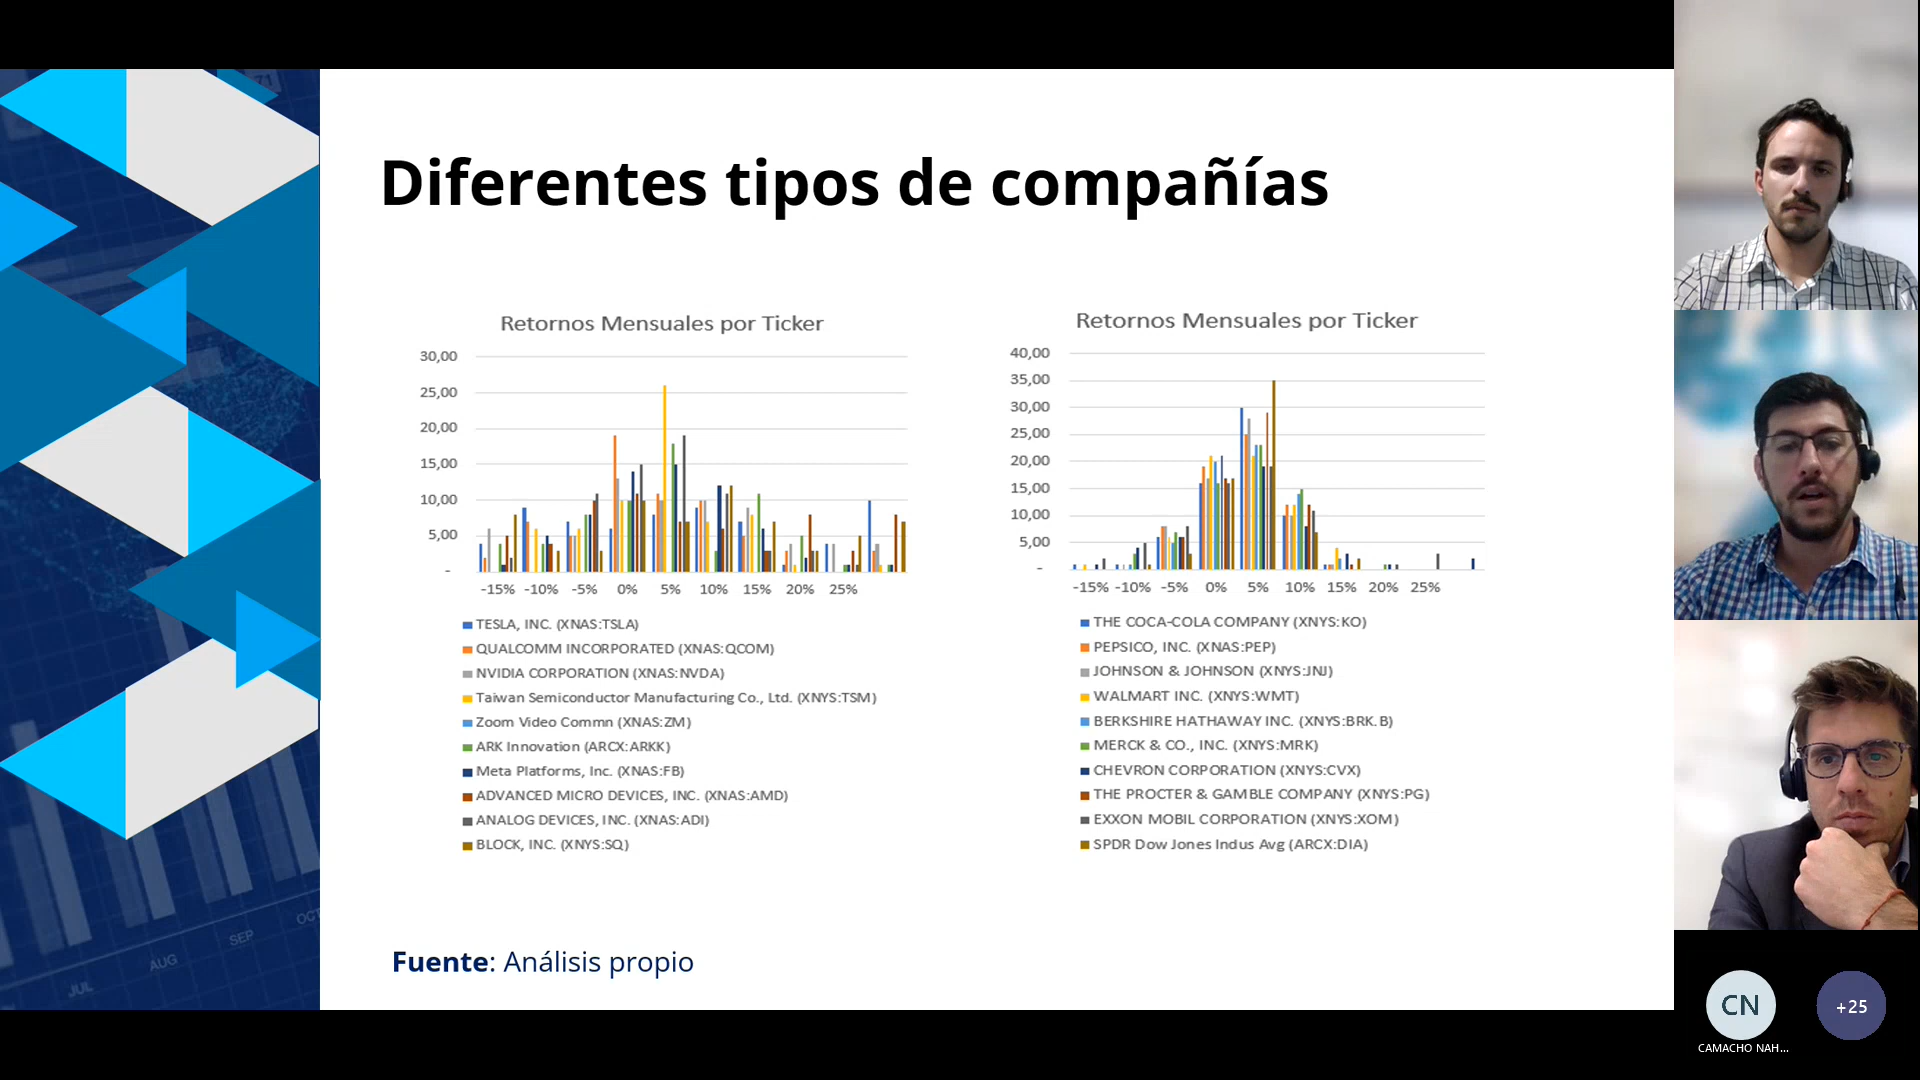 Diferentes tipos de compañías
Retornos Mensuales por Ticker
30,00
25,00
20,00
15,00
10,00
5,00
-
-15% -10% -5% 0% 5% 10% 15% 20% 25%
TESLA, INC. (XNAS:TSLA)
QUALCOMM INCORPORATED (XNAS:QCOM)
NVIDIA CORPORATION (XNAS:NVDA)
Taiwan Semiconductor Manufacturing Co., Ltd. (XNYS:TSM)
Zoom Video Commn (XNAS:ZM)
ARK Innovation (ARCX:ARKK)
Meta Platforms, Inc. (XNAS:FB)
ADVANCED MICRO DEVICES, INC. (XNAS:AMD)
ANALOG DEVICES, INC. (XNAS:ADI)
BLOCK, INC. (XNYS:SQ)
Retornos Mensuales por Ticker
40,00
35,00
30,00
25,00
20,00
15,00
10,00
5,00
-
-15% -10% -5% 0% 5% 10% 15% 20% 25%
THE COCA-COLA COMPANY (XNYS:KO)
PEPSICO, INC. (XNAS:PEP)
JOHNSON & JOHNSON (XNYS:JNJ)
WALMART INC. (XNYS:WMT)
BERKSHIRE HATHAWAY INC. (XNYS:BRK.B)
MERCK & CO., INC. (XNYS:MRK)
CHEVRON CORPORATION (XNYS:CVX)
THE PROCTER & GAMBLE COMPANY (XNYS:PG)
EXXON MOBIL CORPORATION (XNYS:XOM)
SPDR Dow Jones Indus Avg (ARCX:DIA)
Fuente: Análisis propio
JUL
AUG
SEP
OCT
CN
CAMACHO NAH...
+25